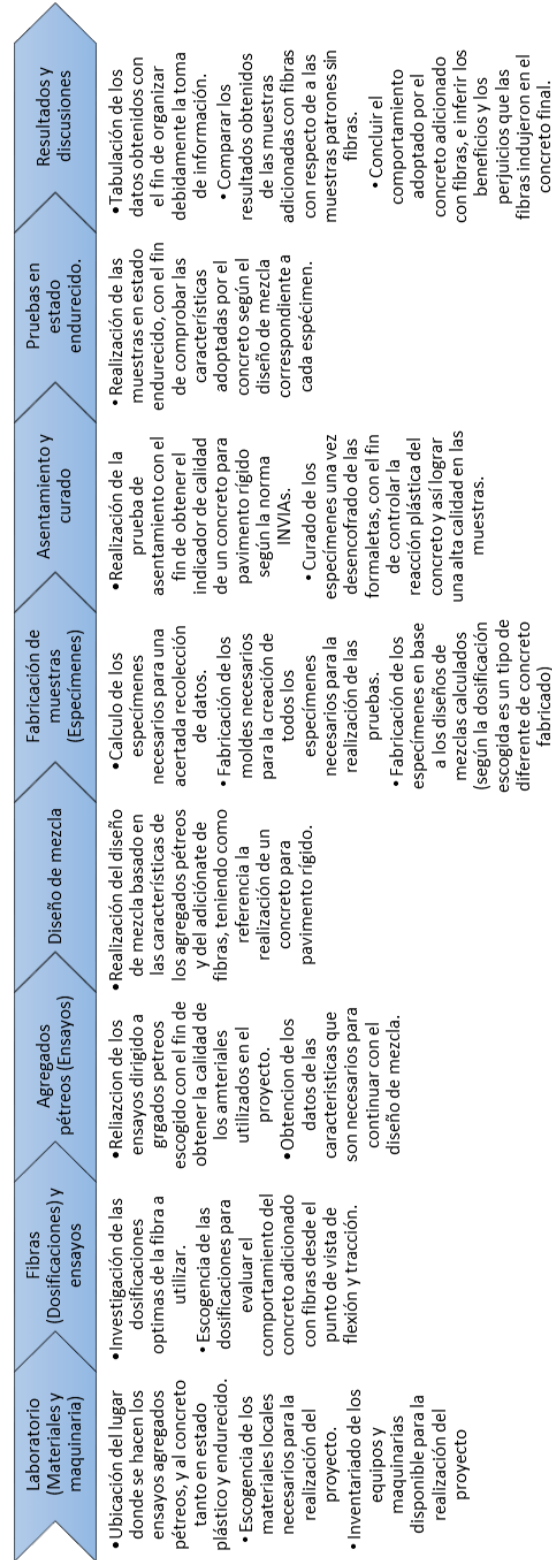 Laboratorio
(Materiales y
maquinaria)
•Ubicación del lugar
donde se hacen los
ensayos agregados
pétreos, y al concreto
tanto en estado
plástico y endurecido.
• Escogencia de los
materiales locales
necesarios para la
realización del
proyecto.
•Inventariado de los
equipos y
maquinarias
disponible para la
realización del
proyecto
Fibras
(Dosificaciones) y
ensayos
•Investigación de las
dosificaciones
optimas de la fibra a
utilizar.
• Escogencia de las
dosificaciones para
evaluar el
comportamiento del
concreto adicionado
con fibras desde el
punto de vista de
flexión y tracción.
Agregados
pétreos (Ensayos)
•Reliazcion de los
ensayos dirigido a
grgados petreos
escogido con el fin de
obtener la calidad de
los amteriales
utilizados en el
proyecto.
•Obtencion de los
datos de las
caracteristicas que
son necesarios para
continuar con el
diseño de mezcla.
Diseño de mezcla
•Realización del diseño
de mezcla basado en
las características de
los agregados pétreos
y del adiciónate de
fibras, teniendo como
referencia la
realización de un
concreto para
pavimento rígido.
Fabricación de
muestras
(Especímenes)
•Calculo de los
especímenes
necesarios para una
acertada recolección
de datos.
• Fabricación de los
moldes necesarios
para la creación de
todos los
especímenes
necesarios para la
realización de las
pruebas.
• Fabricación de los
especímenes en base
a los diseños de
mezclas calculados
(según la dosificación
escogida es un tipo de
diferente de concreto
fabricado)
Asentamiento y
curado
•Realización de la
prueba de
asentamiento con el
fin de obtener el
indicador de calidad
de un concreto para
pavimento rígido
según la norma
INVIAs.
• Curado de los
especímenes una vez
desencofrado de las
formaletas, con el fin
de controlar la
reacción plástica del
concreto y así lograr
una alta calidad en las
muestras.
Pruebas en
estado
endurecido.
•Realización de las
muestras en estado
endurecido, con el fin
de comprobar las
características
adoptadas por el
concreto según el
diseño de mezcla
correspondiente a
cada espécimen.
Resultados y
discusiones
•Tabulación de los
datos obtenidos con
el fin de organizar
debidamente la toma
de información.
• Comparar los
resultados obtenidos
de las muestras
adicionadas con fibras
con respecto de a las
muestras patrones sin
fibras.
• Concluir el
comportamiento
adoptado por el
concreto adicionado
con fibras, e inferir los
beneficios y los
perjuicios que las
fibras indujeron en el
concreto final.